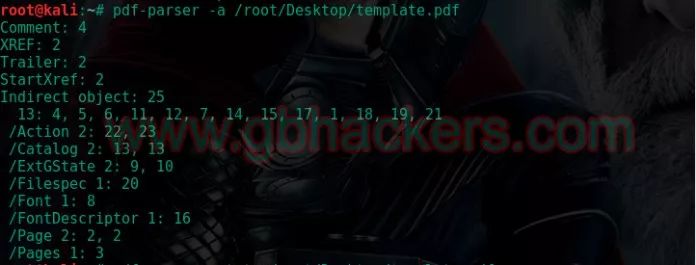 root@kali:~# pdf-parser -a /root/Desktop/template.pdf
Comment: 4
XREF: 2
Trailer: 2
StartXref: 2
Indirect object: 25
13: 4, 5, 6, 11, 12, 7, 14, 15, 17, 1, 18, 19, 21
/Action 2: 22, 23
/Catalog 2: 13, 13
/ExtGState 2: 9, 10
/Filespec 1: 20
/Font 1: 8
/FontDescriptor 1: 16
/Page 2: 2, 2
/Pages 1: 3
www.gbhackers.com